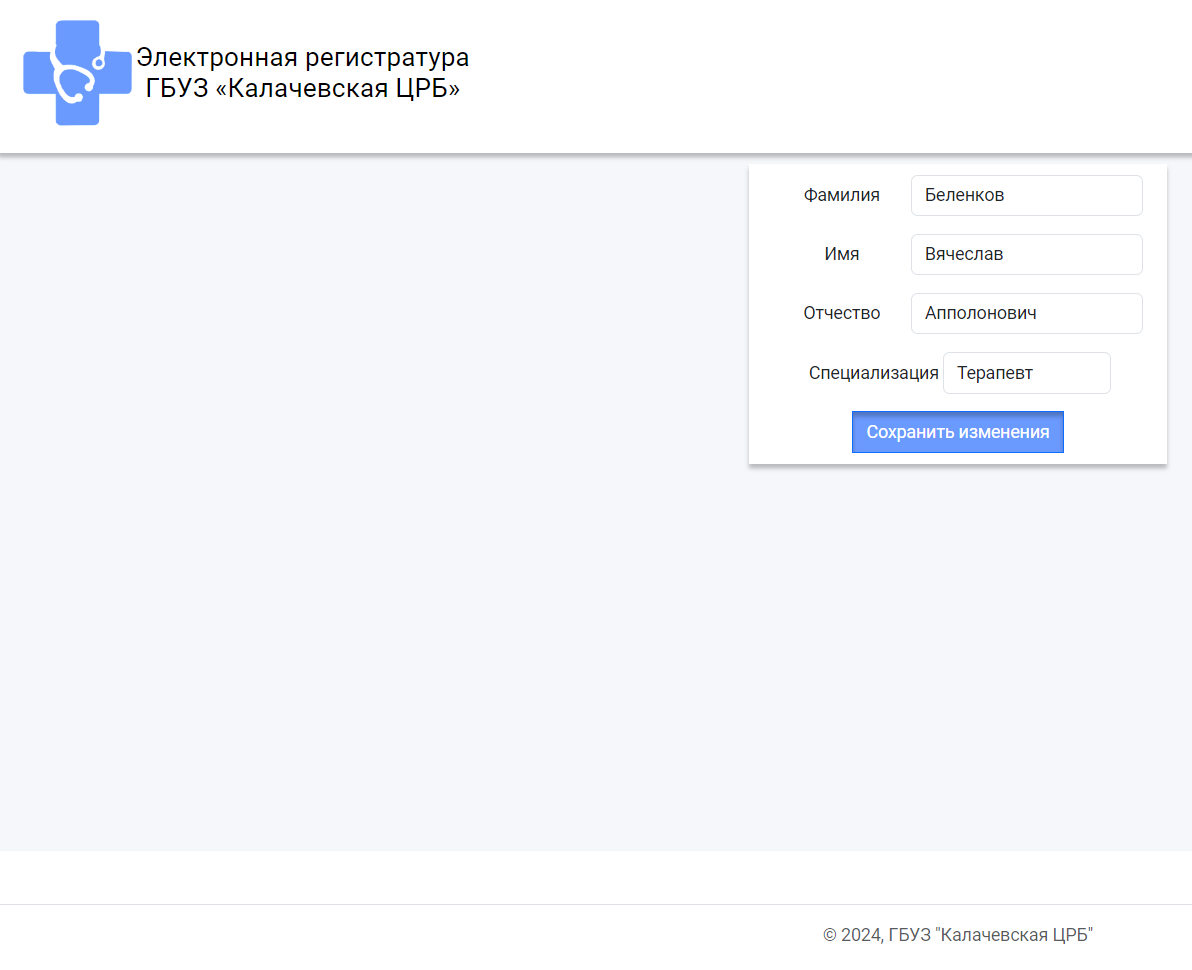 Электронная регистратура
ГБУЗ «Калачевская ЦРБ»
Фамилия Беленков
Имя Вячеслав
Отчество Апполонович
Специализация Терапевт
Сохранить изменения
© 2024, ГБУЗ "Калачевская ЦРБ"